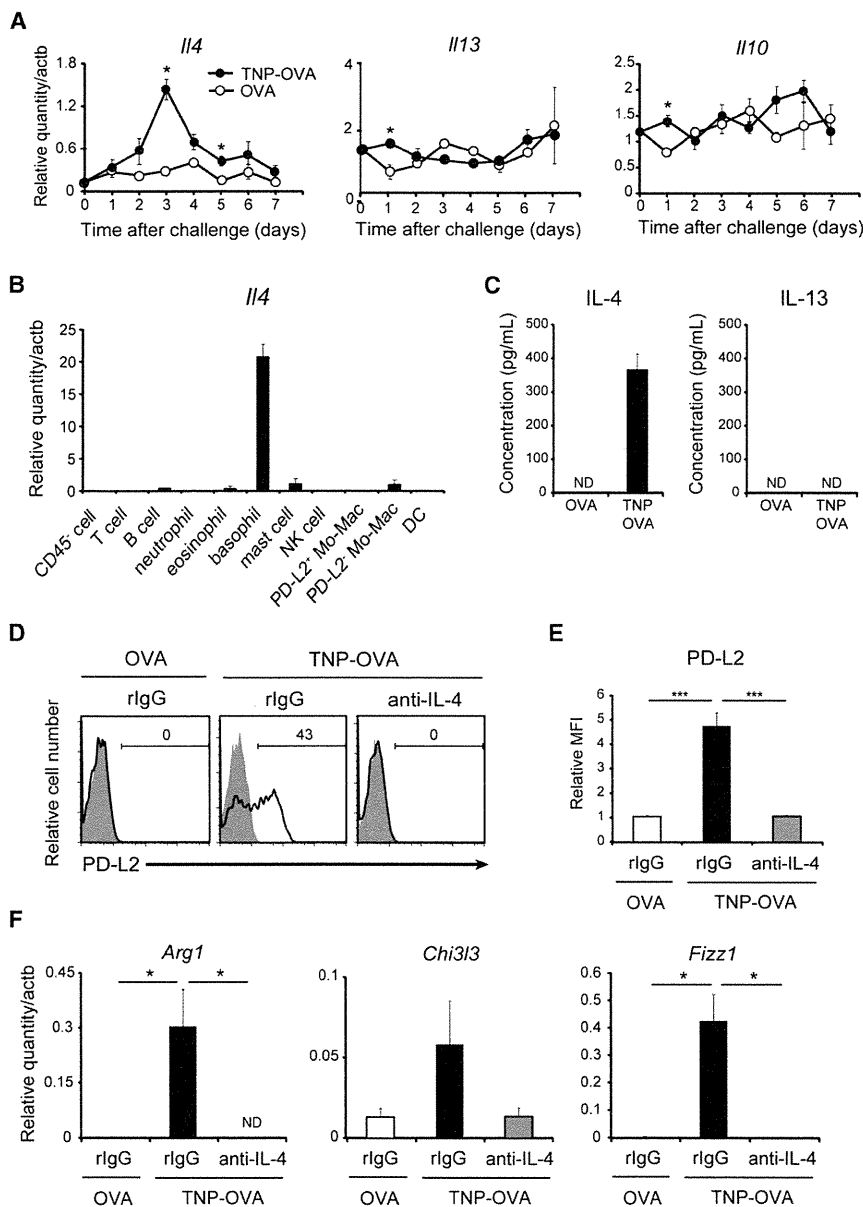 A
Il4
Il13
Il10
Relative quantity/actb
1.8
1.2
0.6
0
*
*
TNP-OVA
OVA
0 1 2 3 4 5 6 7
Time after challenge (days)
4
2
0
*
0 1 2 3 4 5 6 7
Time after challenge (days)
2.5
2
1.5
1
0.5
0
*
0 1 2 3 4 5 6 7
Time after challenge (days)
B
Il4
Relative quantity/actb
25
20
15
10
5
0
CD45- cell
T cell
B cell
neutrophil
eosinophil
basophil
mast cell
NK cell
PD-L2+ Mo-Mac
PD-L2- Mo-Mac
DC
C
IL-4
Concentration (pg/mL)
500
400
300
200
100
0
ND
OVA
TNP
OVA
IL-13
Concentration (pg/mL)
500
400
300
200
100
0
ND
ND
OVA
TNP
OVA
D
OVA
TNP-OVA
rIgG
rIgG
anti-IL-4
Relative cell number
0
43
0
PD-L2
E
PD-L2
Relative MFI
6
5
4
3
2
1
0
***
***
rIgG
rIgG
anti-IL-4
OVA
TNP-OVA
F
Arg1
Relative quantity/actb
0.45
0.3
0.15
0
*
*
ND
rIgG
rIgG
anti-IL-4
OVA
TNP-OVA
Chi3l3
0.1
0.05
0
rIgG
rIgG
anti-IL-4
OVA
TNP-OVA
Fizz1
0.6
0.5
0.4
0.3
0.2
0.1
0
*
*
rIgG
rIgG
anti-IL-4
OVA
TNP-OVA